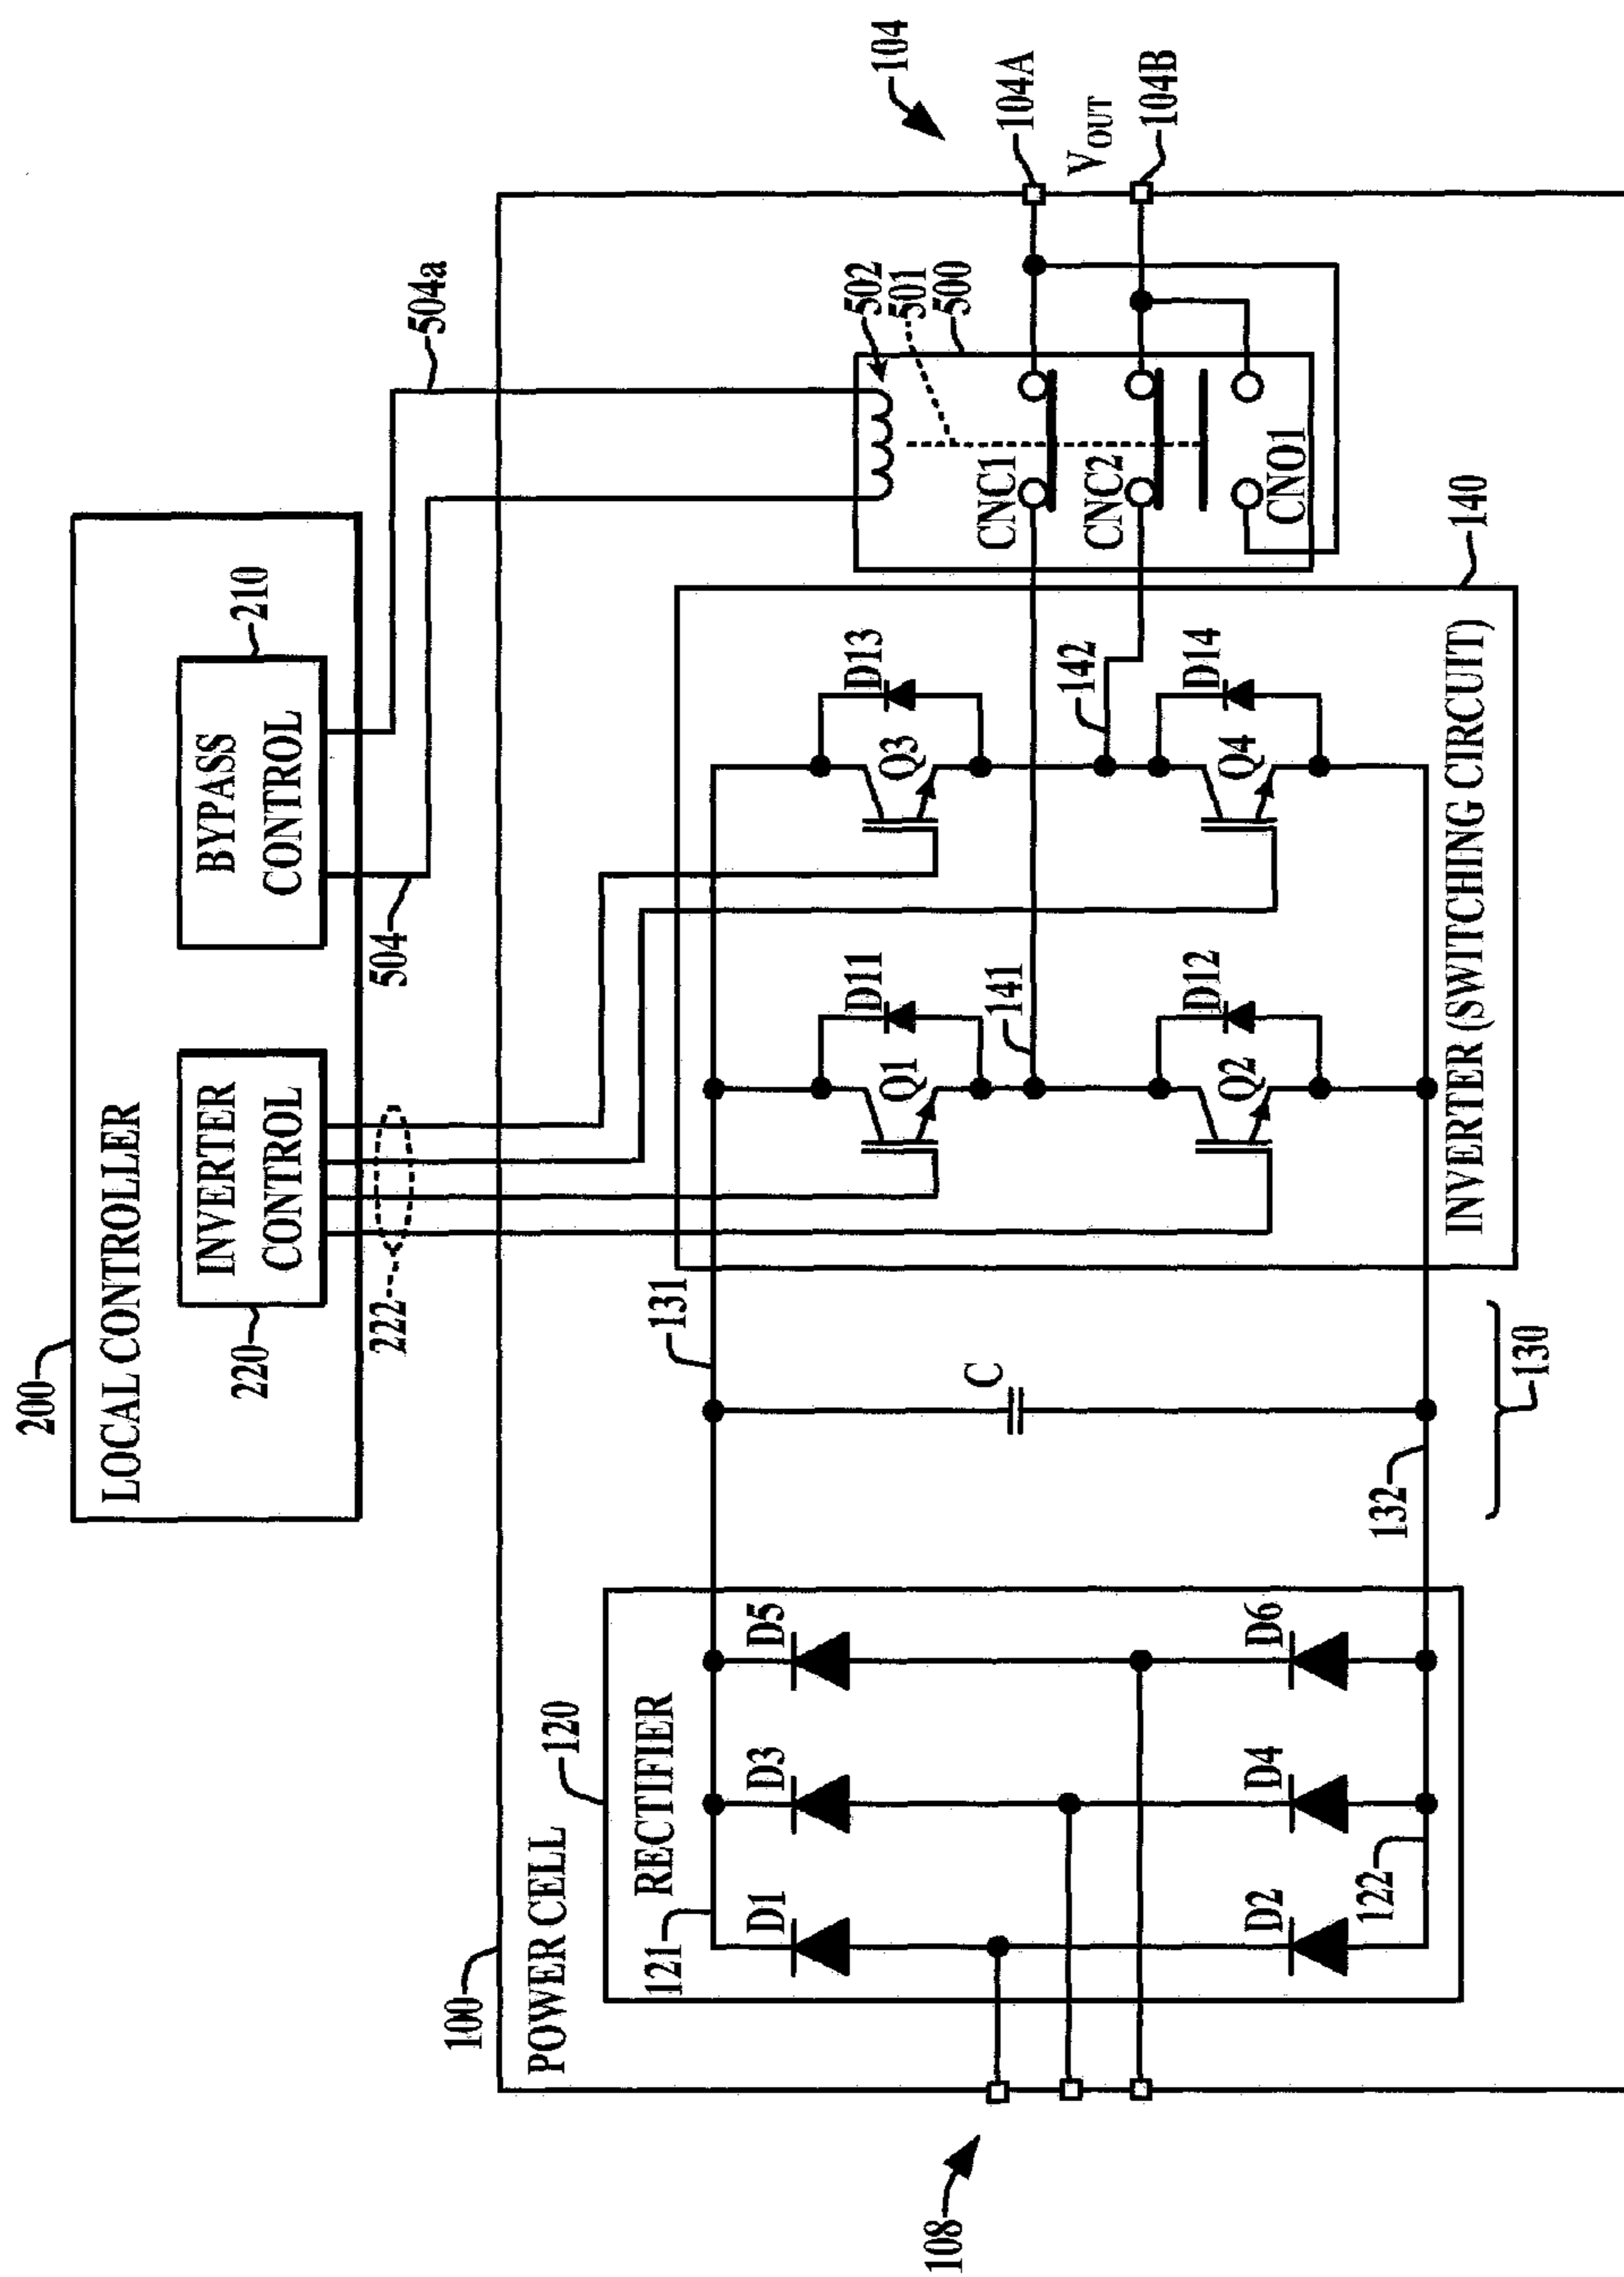 200
LOCAL CONTROLLER
INVERTER
CONTROL
220
BYPASS
CONTROL
210
222
504
504a
100
POWER CELL
120
RECTIFIER
121
D1
D3
D5
D2
D4
D6
122
108
131
C
132
130
Q1
D11
141
Q2
D12
Q3
D13
142
Q4
D14
INVERTER (SWITCHING CIRCUIT)
140
502
501
500
CNC1
CNC2
CNO1
104
104A
VOUT
104B